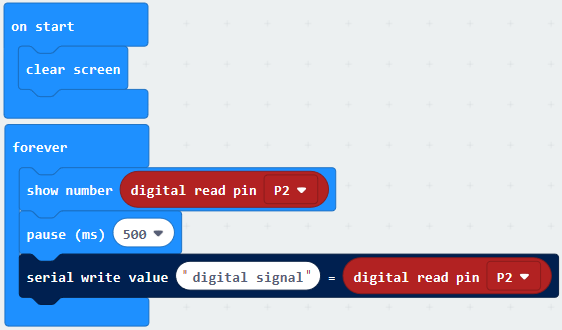 on start
clear screen
forever
show number digital read pin P2
pause (ms) 500
serial write value "digital signal" = digital read pin P2